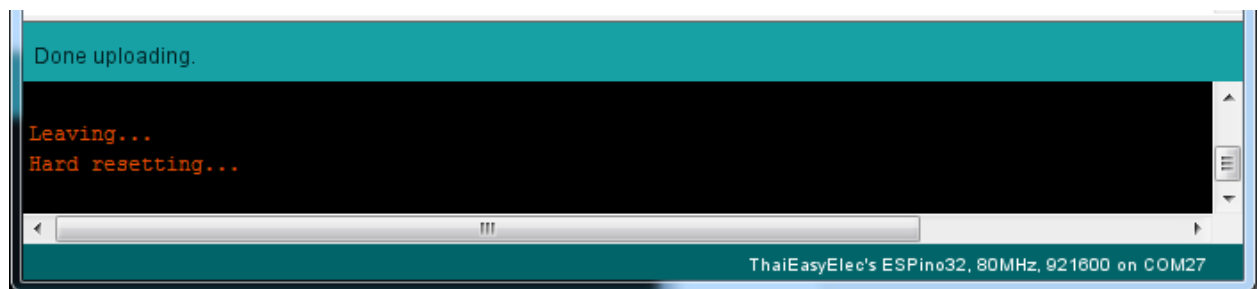 Done uploading.
Leaving...
Hard resetting...
ThaiEasyElec's ESPino32, 80MHz, 921600 on COM27